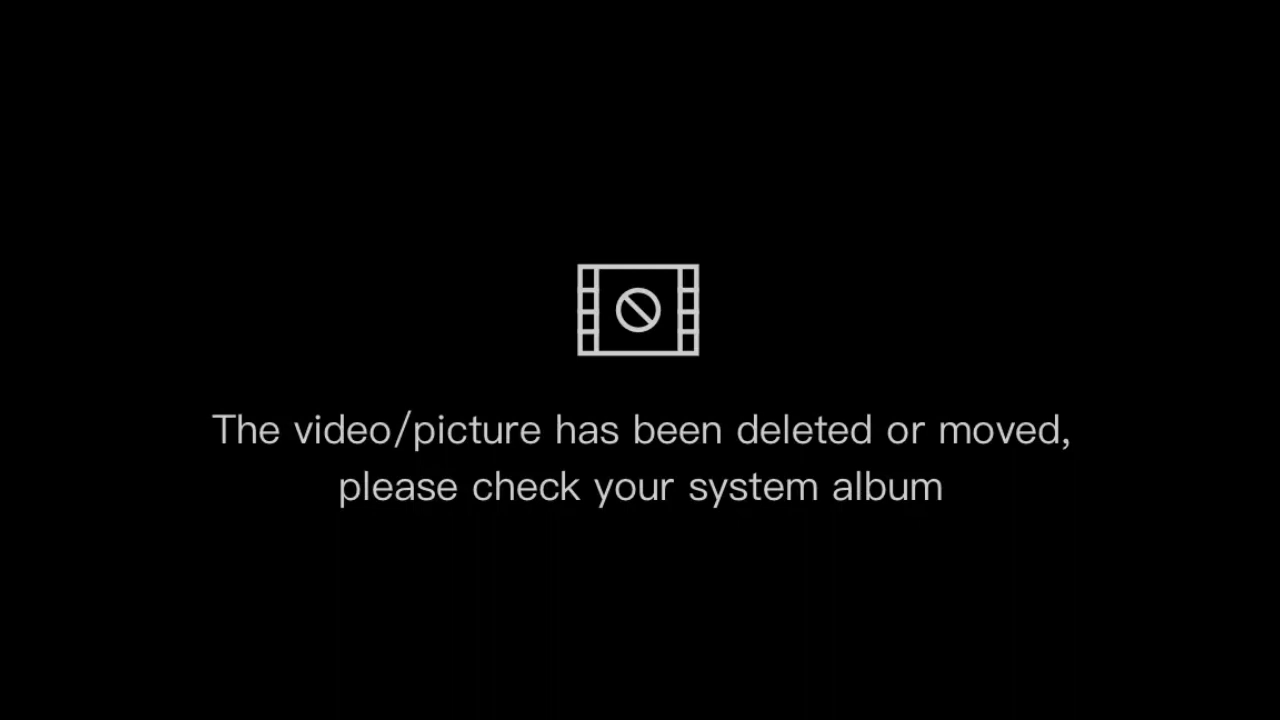 The video/picture has been deleted or moved,
please check your system album